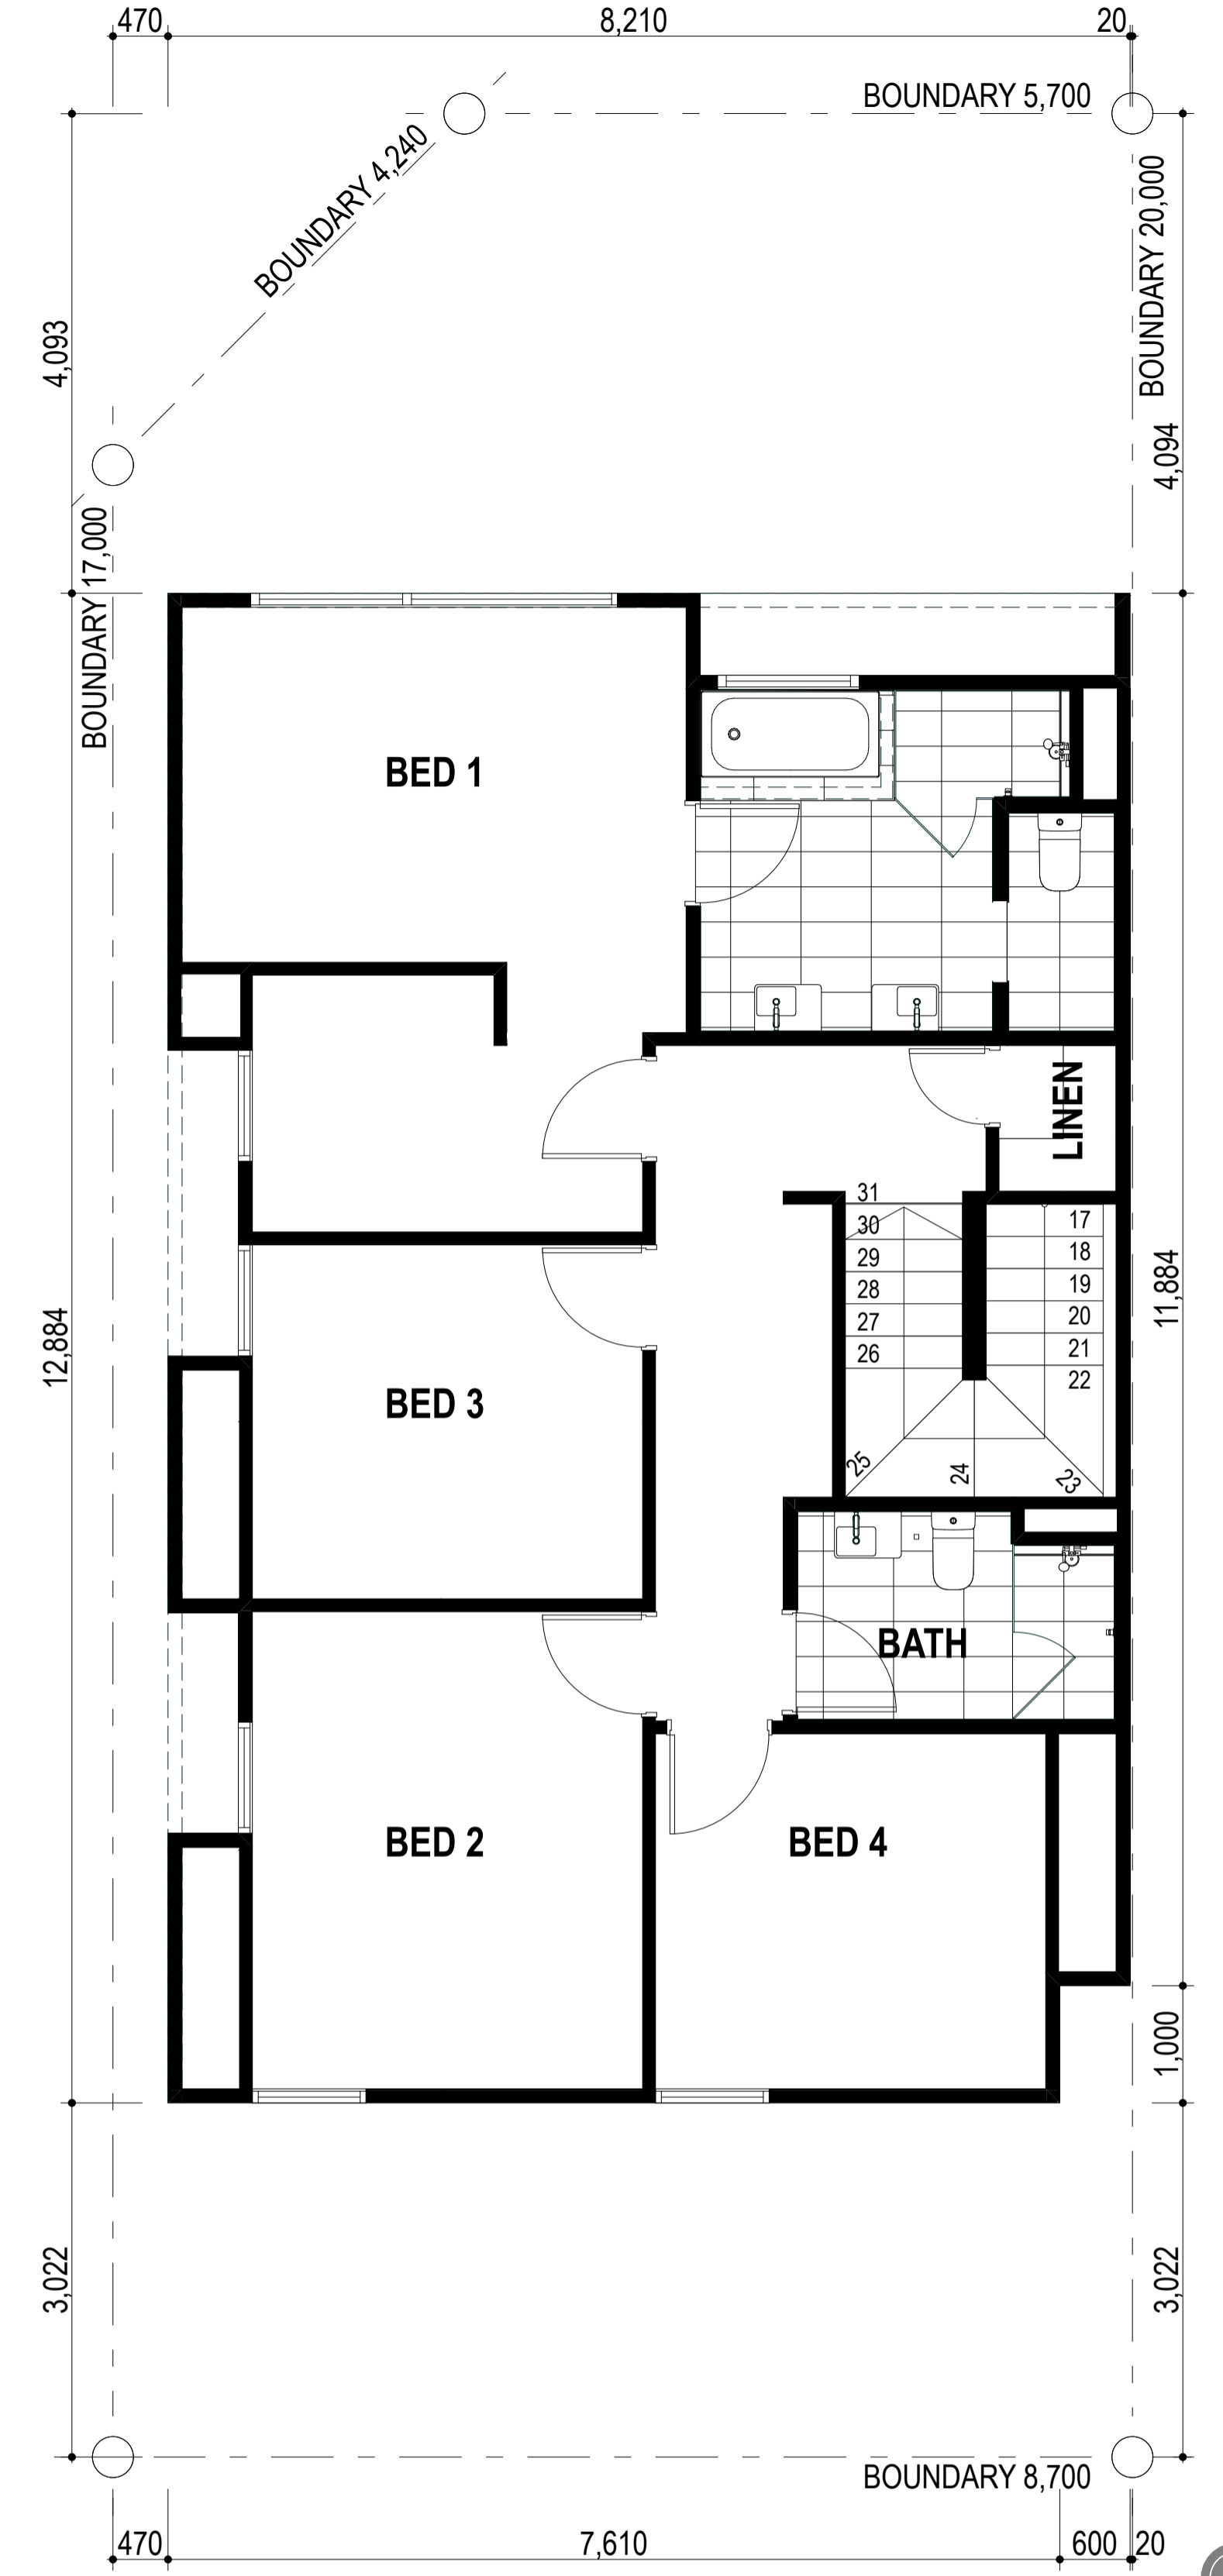 470
8,210
20
BOUNDARY 5,700
BOUNDARY 4,240
BOUNDARY 20,000
4,093
4,094
BOUNDARY 17,000
BED 1
LINEN
31
30
29
28
27
26
25
24
23
17
18
19
20
21
22
12,884
11,884
BED 3
BATH
BED 2
BED 4
1,000
3,022
3,022
BOUNDARY 8,700
470
7,610
600
20